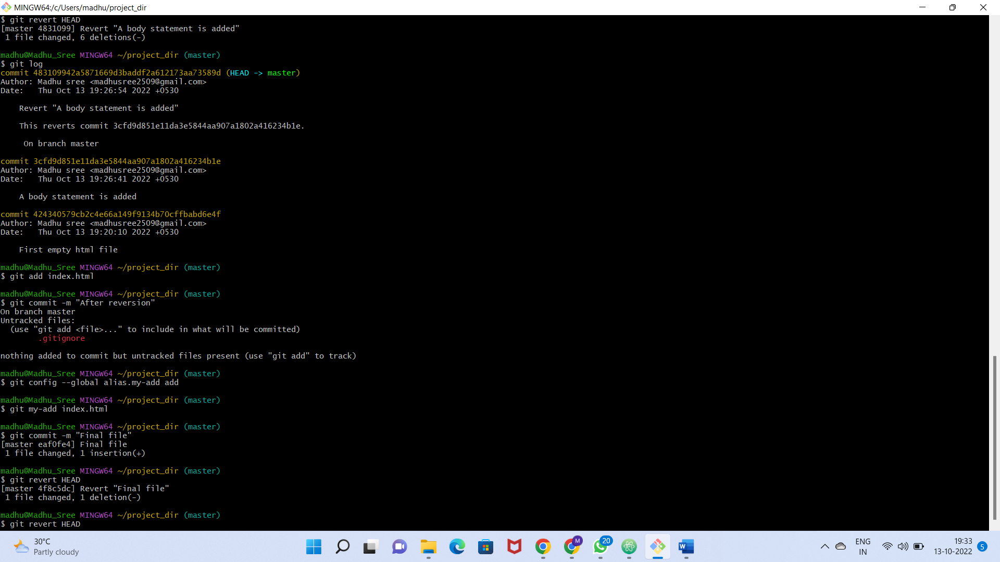 MINGW64:/c/Users/madhu/project_dir
$ git revert HEAD
[master 4831099] Revert "A body statement is added"
 1 file changed, 6 deletions(-)
madhu@Madhu_Sree MINGW64 ~/project_dir (master)
$ git log
commit 483109942a5871669d3baddf2a612173aa73589d (HEAD -> master)
Author: Madhu sree <madhusree2509@gmail.com>
Date:   Thu Oct 13 19:26:54 2022 +0530
    Revert "A body statement is added"
    This reverts commit 3cfd9d851e11da3e5844aa907a1802a416234b1e.
     On branch master
commit 3cfd9d851e11da3e5844aa907a1802a416234b1e
Author: Madhu sree <madhusree2509@gmail.com>
Date:   Thu Oct 13 19:26:41 2022 +0530
    A body statement is added
commit 424340579cb2c4e66a149f9134b70cffbabd6e4f
Author: Madhu sree <madhusree2509@gmail.com>
Date:   Thu Oct 13 19:20:10 2022 +0530
    First empty html file
madhu@Madhu_Sree MINGW64 ~/project_dir (master)
$ git add index.html
madhu@Madhu_Sree MINGW64 ~/project_dir (master)
$ git commit -m "After reversion"
On branch master
Untracked files:
  (use "git add <file>..." to include in what will be committed)
        .gitignore
nothing added to commit but untracked files present (use "git add" to track)
madhu@Madhu_Sree MINGW64 ~/project_dir (master)
$ git config --global alias.my-add add
madhu@Madhu_Sree MINGW64 ~/project_dir (master)
$ git my-add index.html
madhu@Madhu_Sree MINGW64 ~/project_dir (master)
$ git commit -m "Final file"
[master eaf0fe4] Final file
 1 file changed, 1 insertion(+)
madhu@Madhu_Sree MINGW64 ~/project_dir (master)
$ git revert HEAD
[master 4f8c5dc] Revert "Final file"
 1 file changed, 1 deletion(-)
madhu@Madhu_Sree MINGW64 ~/project_dir (master)
$ git revert HEAD
30°C
Partly cloudy
M
20
W
ENG
IN
19:33
13-10-2022
5